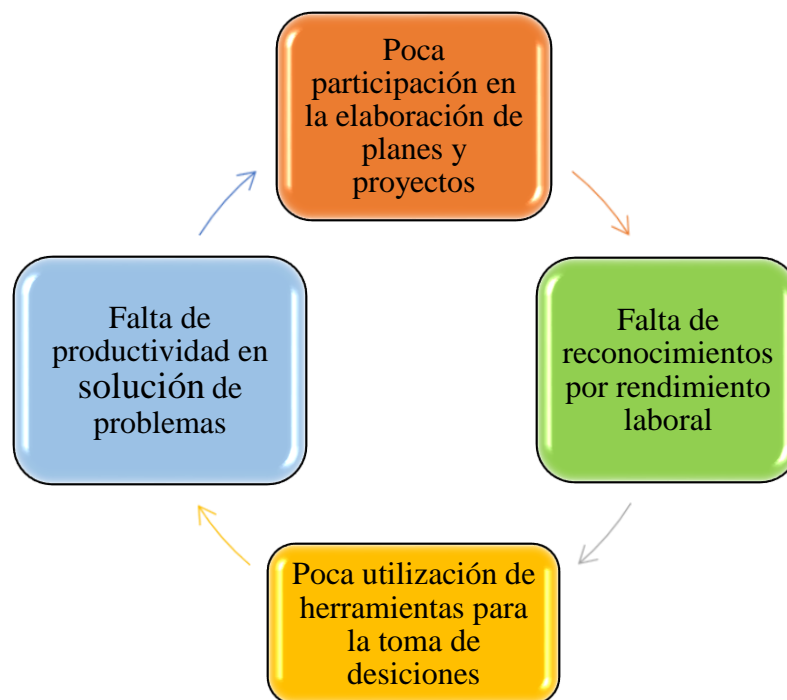 Poca
participación en
la elaboración de
planes y
proyectos
Falta de
reconocimientos
por rendimiento
laboral
Poca utilización de
herramientas para
la toma de
desiciones
Falta de
productividad en
solución de
problemas